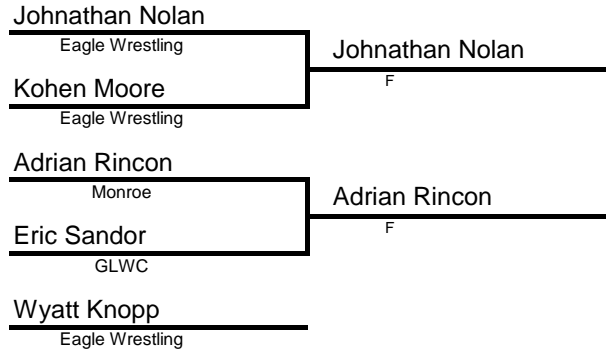 Johnathan Nolan
Eagle Wrestling
Johnathan Nolan
F
Kohen Moore
Eagle Wrestling
Adrian Rincon
Monroe
Adrian Rincon
F
Eric Sandor
GLWC
Wyatt Knopp
Eagle Wrestling